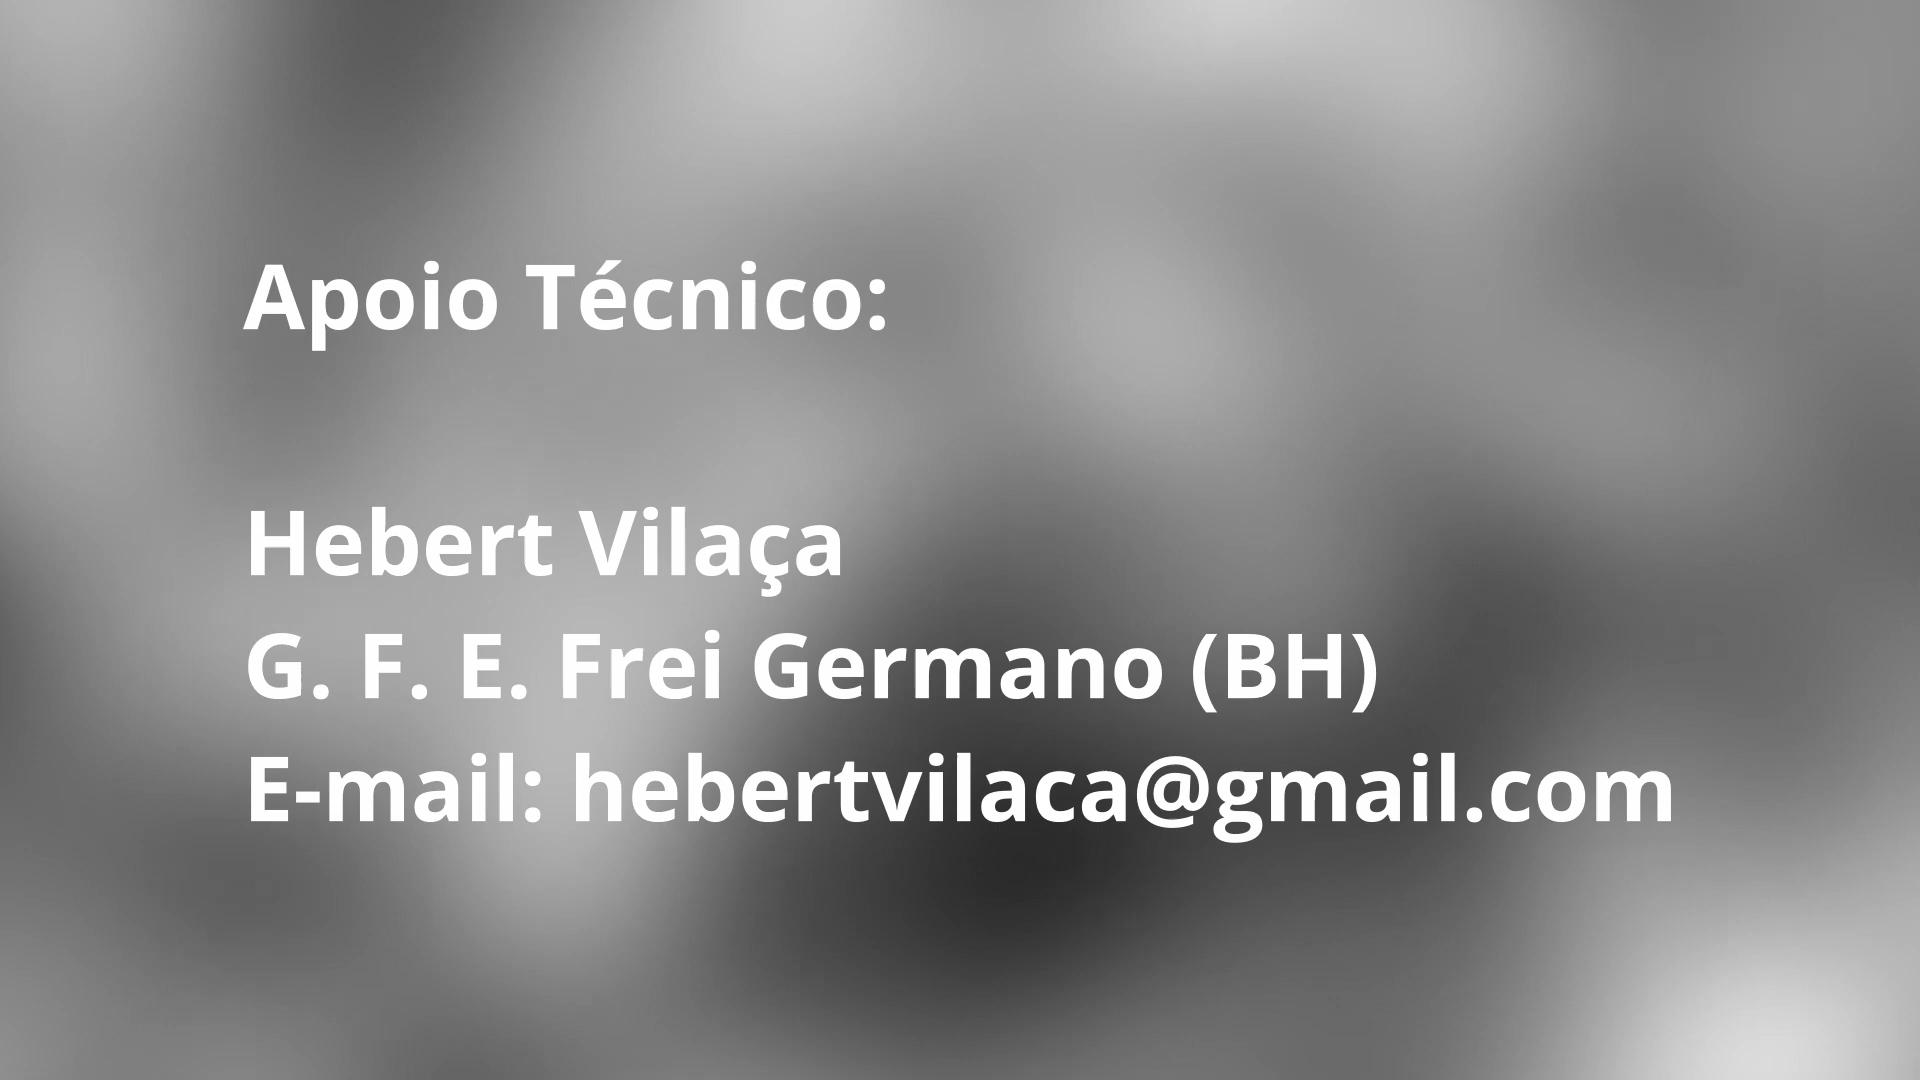 Apoio Técnico:
Hebert Vilaça
G. F. E. Frei Germano (BH)
E-mail: hebertvilaca@gmail.com